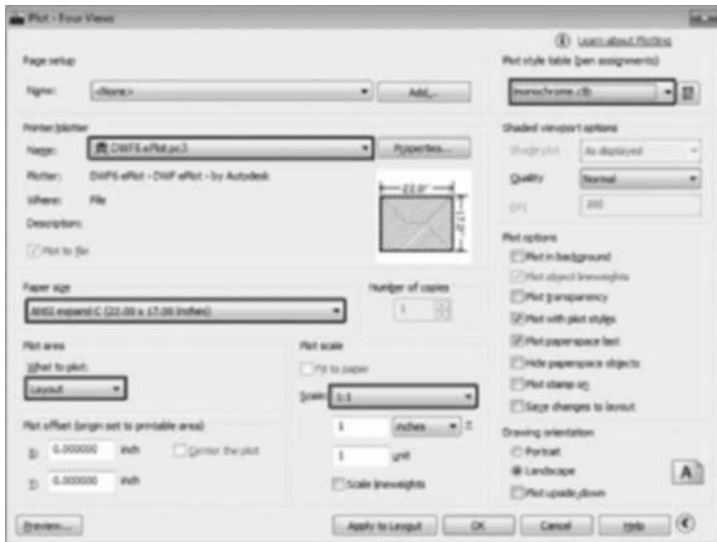 Plot - Four Views
Learn about Plotting
Page setup
Name:
<None>
Add...
Printer/plotter
Name:
DWF6 ePlot.pc3
Properties...
Plotter:
DWF6 ePlot - DWF ePlot - by Autodesk
Where:
File
Description:
Plot to file
22.0"
17.0"
Paper size
ANSI expand C (22.00 x 17.00 Inches)
Number of copies
1
Plot area
What to plot:
Layout
Plot scale
Fit to paper
Scale:
1:1
1
inches
=
1
unit
Scale lineweights
Plot offset (origin set to printable area)
X:
0.000000
inch
Center the plot
Y:
0.000000
inch
Plot style table (pen assignments)
monochrome.ctb
Shaded viewport options
Shade plot
As displayed
Quality
Normal
DPI
100
Plot options
Plot in background
Plot object lineweights
Plot transparency
Plot with plot styles
Plot paperspace last
Hide paperspace objects
Plot stamp on
Save changes to layout
Drawing orientation
Portrait
Landscape
Plot upside-down
A
Preview...
Apply to Layout
OK
Cancel
Help